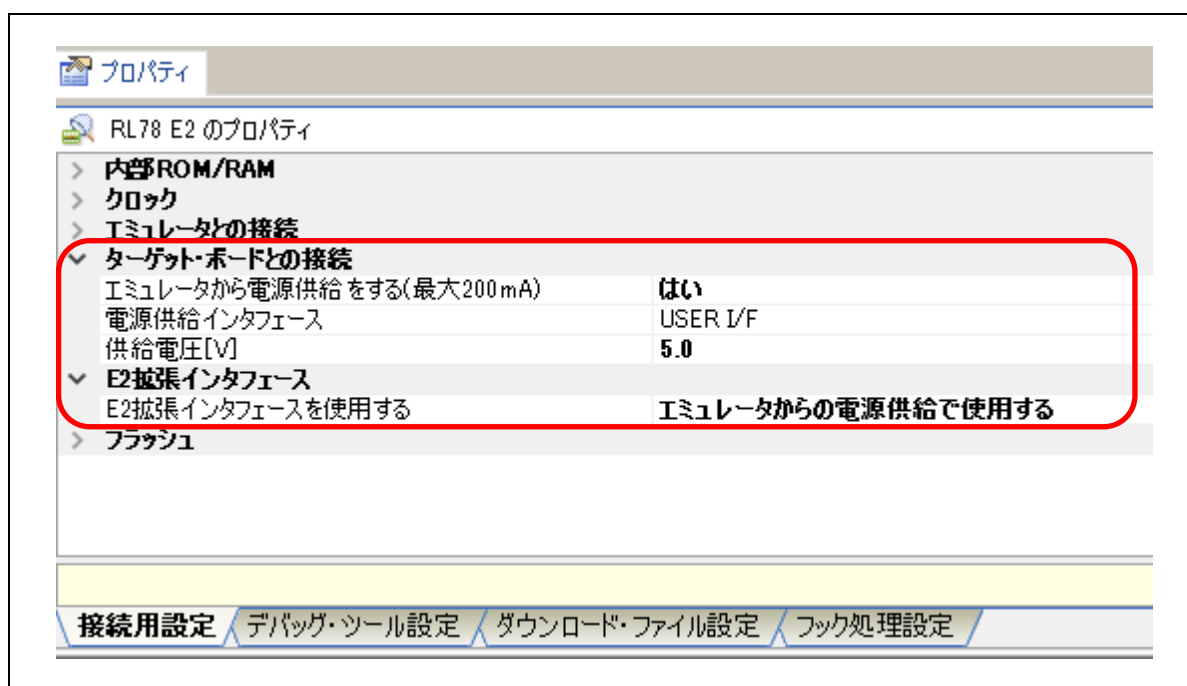 プロパティ
RL78 E2 のプロパティ
内部ROM/RAM
クロック
エミュレータとの接続
ターゲット・ボードとの接続
エミュレータから電源供給をする(最大200mA) はい
電源供給インタフェース USER I/F
供給電圧[V] 5.0
E2拡張インタフェース
E2拡張インタフェースを使用する エミュレータからの電源供給で使用する
フラッシュ
接続用設定 デバッグ・ツール設定 ダウンロード・ファイル設定 フック処理設定